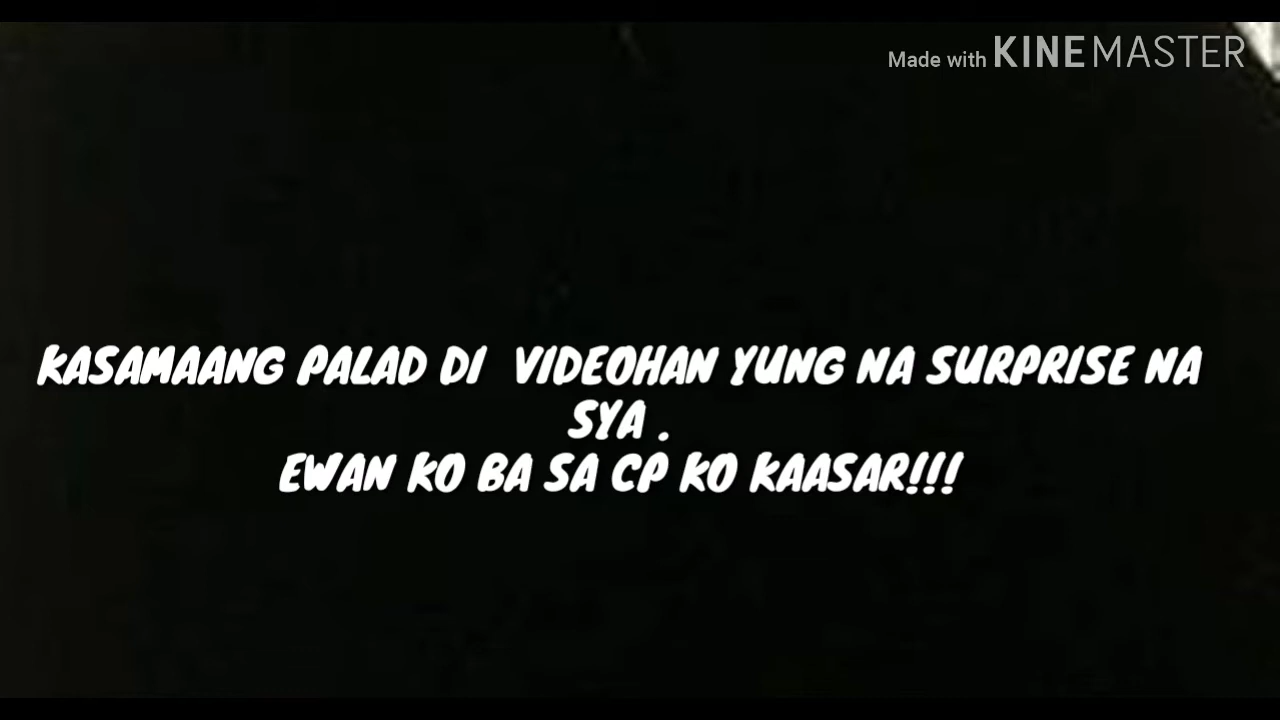 Made with KINEMASTER
KASAMAANG PALAD DI VIDEOHAN YUNG NA SURPRISE NA
SYA .
EWAN KO BA SA CP KO KAASAR!!!